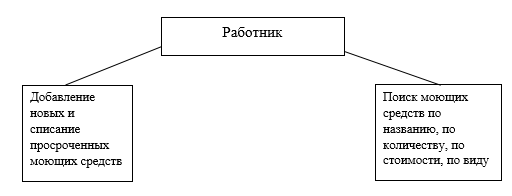 Работник
Добавление
новых и
списание
просроченных
моющих средств
Поиск моющих
средств по
названию, по
количеству, по
стоимости, по виду